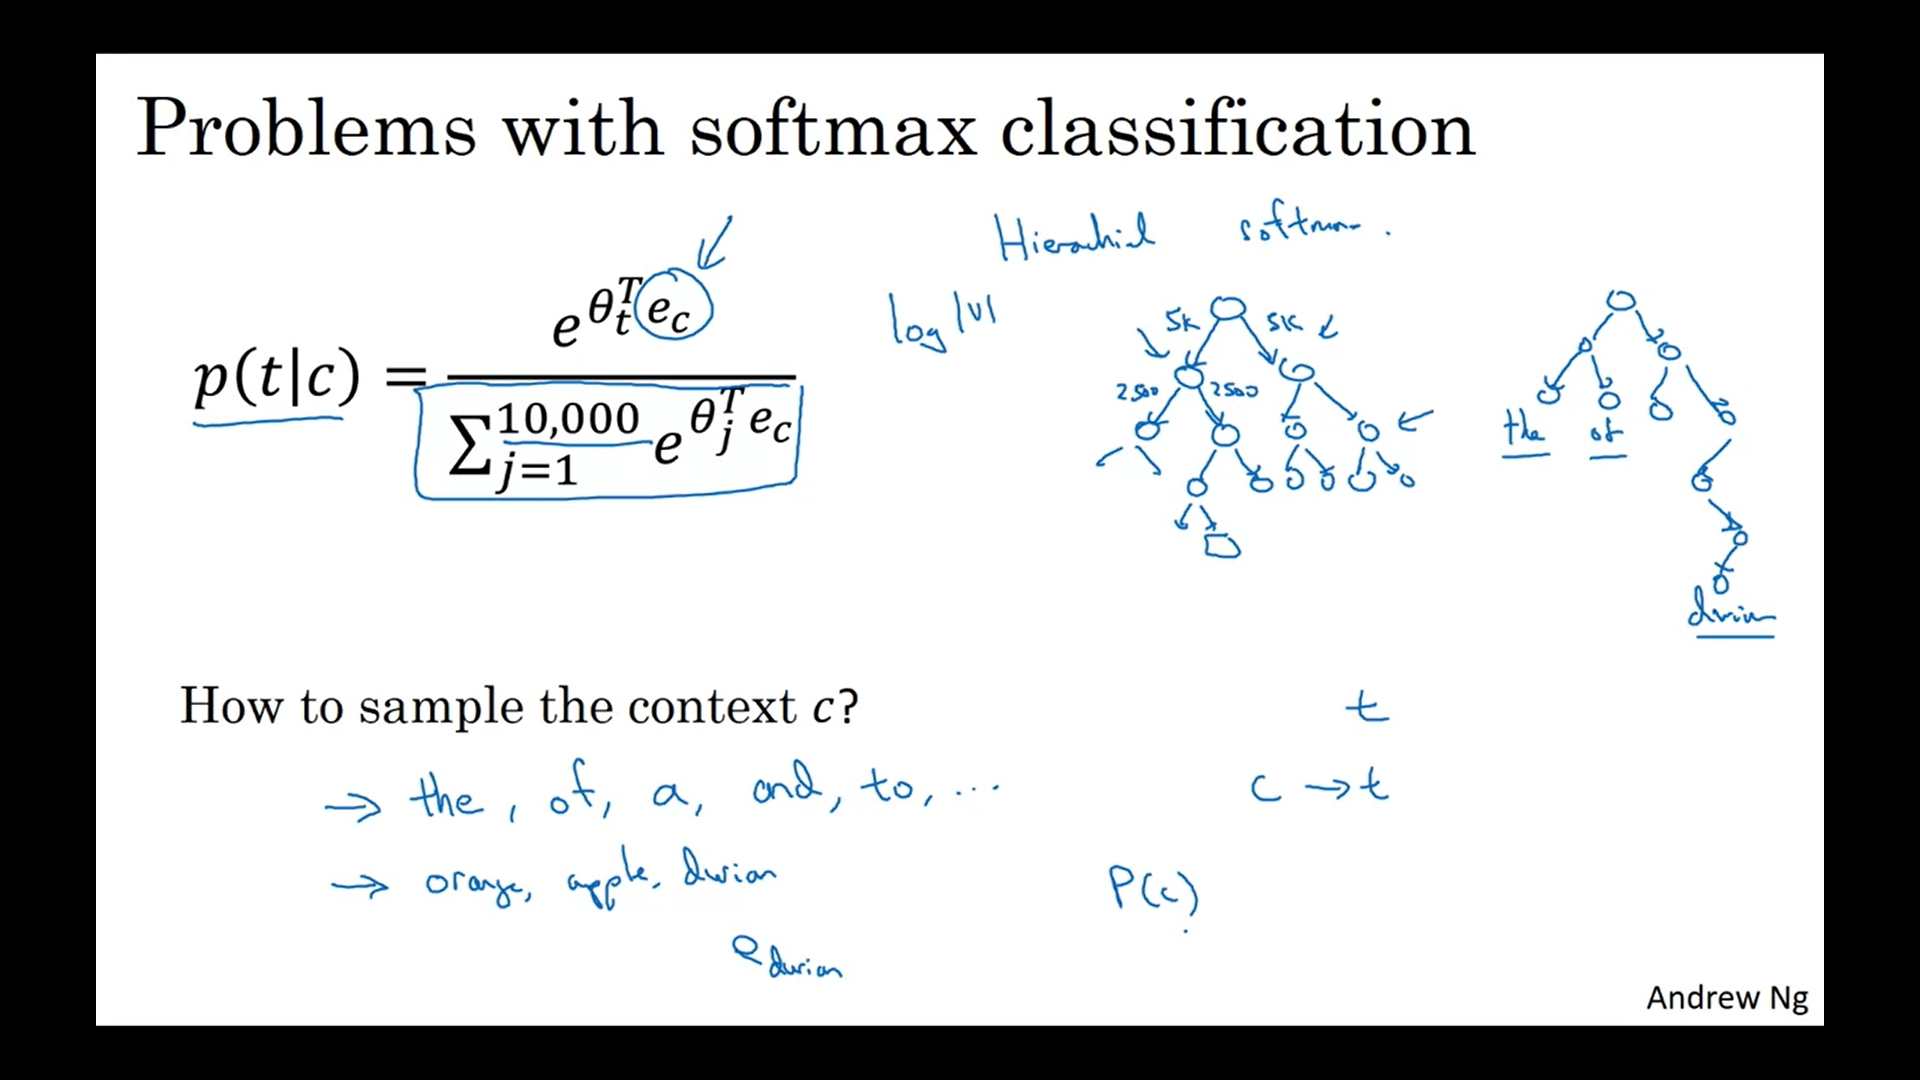 Problems with softmax classification
Hierachial softmax.
p(t|c) = e^{θ_t^T e_c} / Σ_{j=1}^{10,000} e^{θ_j^T e_c}
log |v|
5k 5k
2500 2500
the of
durian
How to sample the context c?
t
→ the, of, a, and, to, ...
c → t
→ orange, apple, durian
P(c)
e_durian
Andrew Ng